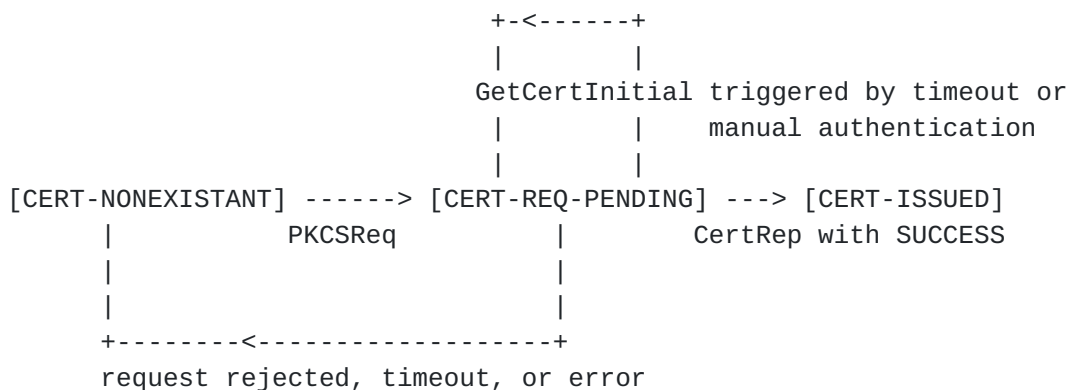 +-<------+
|        |
GetCertInitial triggered by timeout or
|        |    manual authentication
|        |
[CERT-NONEXISTANT] ------> [CERT-REQ-PENDING] ---> [CERT-ISSUED]
|           PKCSReq          |        CertRep with SUCCESS
|                            |
|                            |
+--------<-------------------+
request rejected, timeout, or error